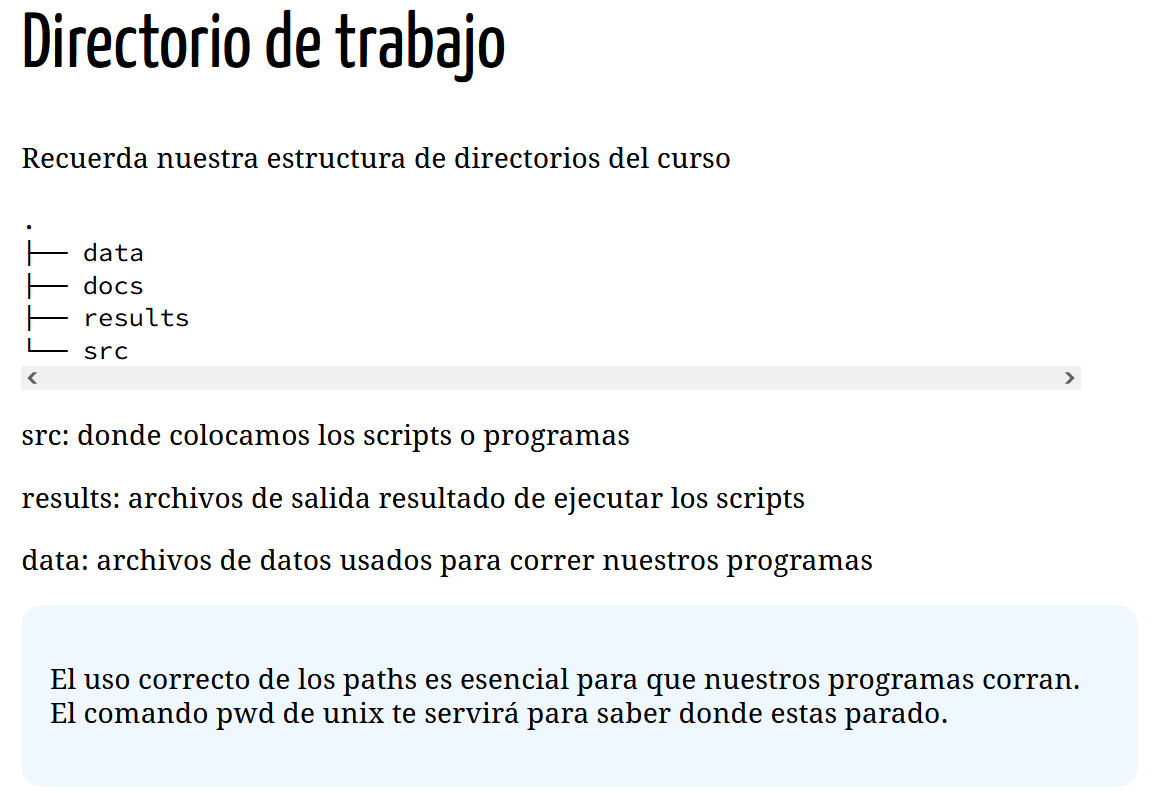 Directorio de trabajo
Recuerda nuestra estructura de directorios del curso
.
├── data
├── docs
├── results
└── src
src: donde colocamos los scripts o programas
results: archivos de salida resultado de ejecutar los scripts
data: archivos de datos usados para correr nuestros programas
El uso correcto de los paths es esencial para que nuestros programas corran.
El comando pwd de unix te servirá para saber donde estas parado.